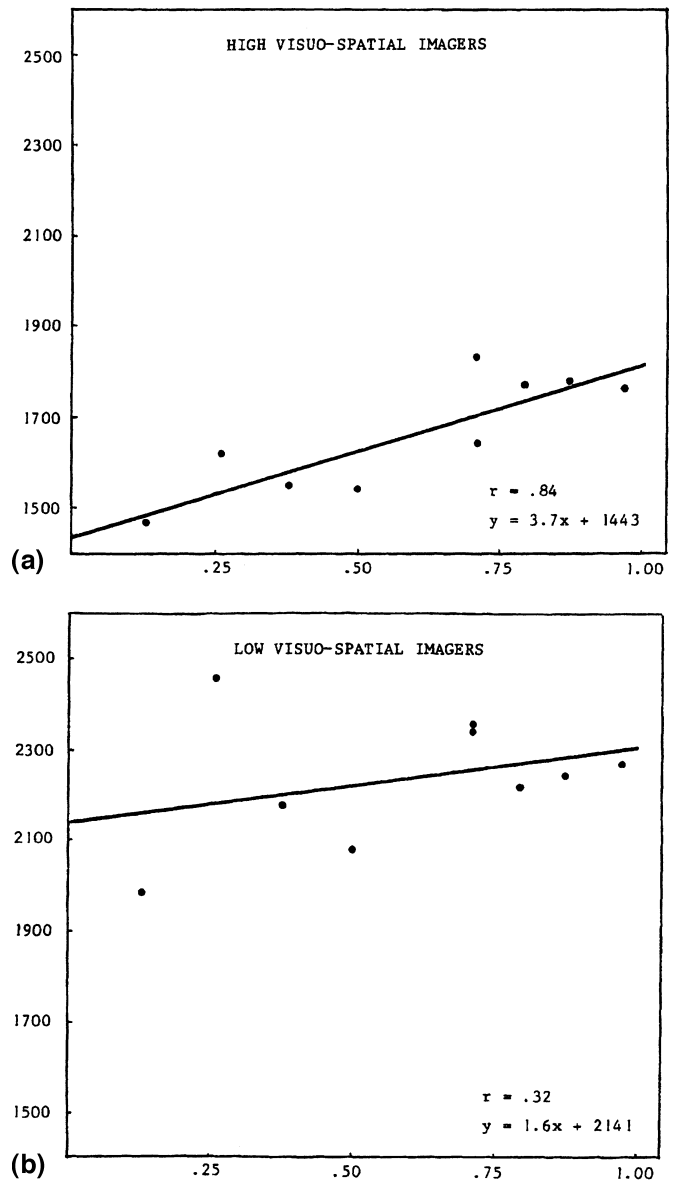 HIGH VISUO-SPATIAL IMAGERS
2500
2300
2100
1900
1700
1500
r = .84
y = 3.7x + 1443
(a)
.25 .50 .75 1.00
LOW VISUO-SPATIAL IMAGERS
2500
2300
2100
1900
1700
1500
r = .32
y = 1.6x + 2141
(b)
.25 .50 .75 1.00